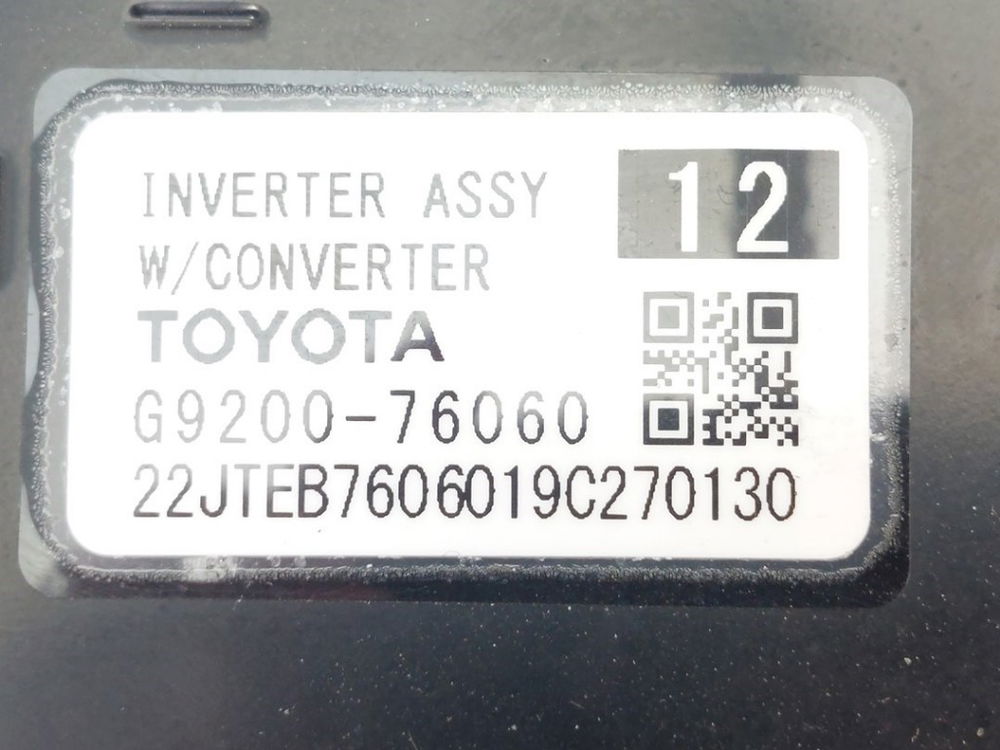 INVERTER ASSY
12
W/CONVERTER
TOYOTA
G9200-76060
22JTEB7606019C270130